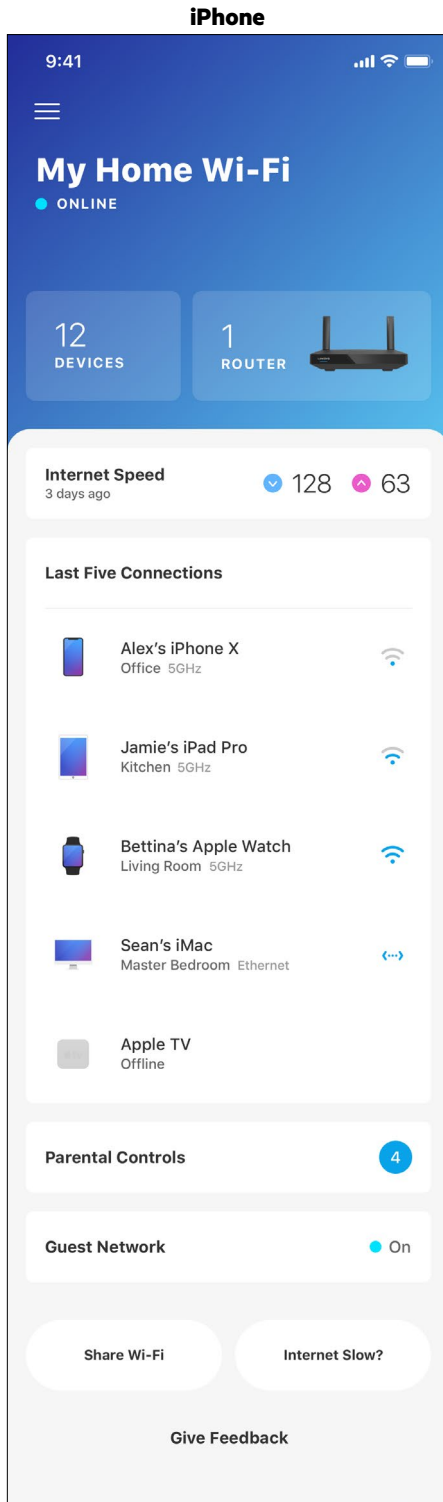 iPhone
9:41
My Home Wi-Fi
ONLINE
12
DEVICES
1
ROUTER
Internet Speed
3 days ago
128
63
Last Five Connections
Alex’s iPhone X
Office 5GHz
Jamie’s iPad Pro
Kitchen 5GHz
Bettina’s Apple Watch
Living Room 5GHz
Sean’s iMac
Master Bedroom Ethernet
Apple TV
Offline
Parental Controls
4
Guest Network
On
Share Wi-Fi
Internet Slow?
Give Feedback